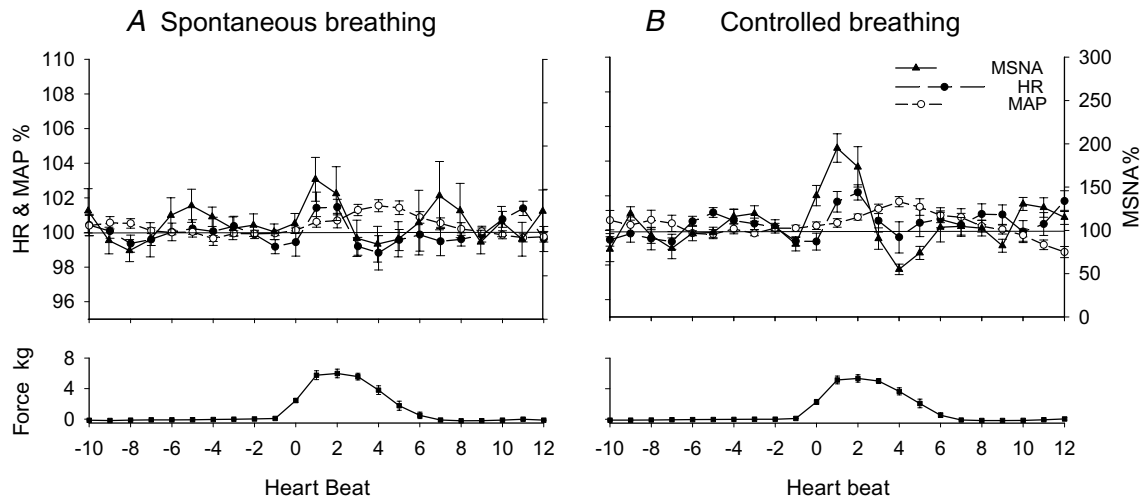 A Spontaneous breathing
B Controlled breathing
HR & MAP %
110
108
106
104
102
100
98
96
MSNA
HR
MAP
300
250
200
150
100
50
0
MSNA%
Force kg
8
4
0
-10 -8 -6 -4 -2 0 2 4 6 8 10 12
Heart Beat
-10 -8 -6 -4 -2 0 2 4 6 8 10 12
Heart beat